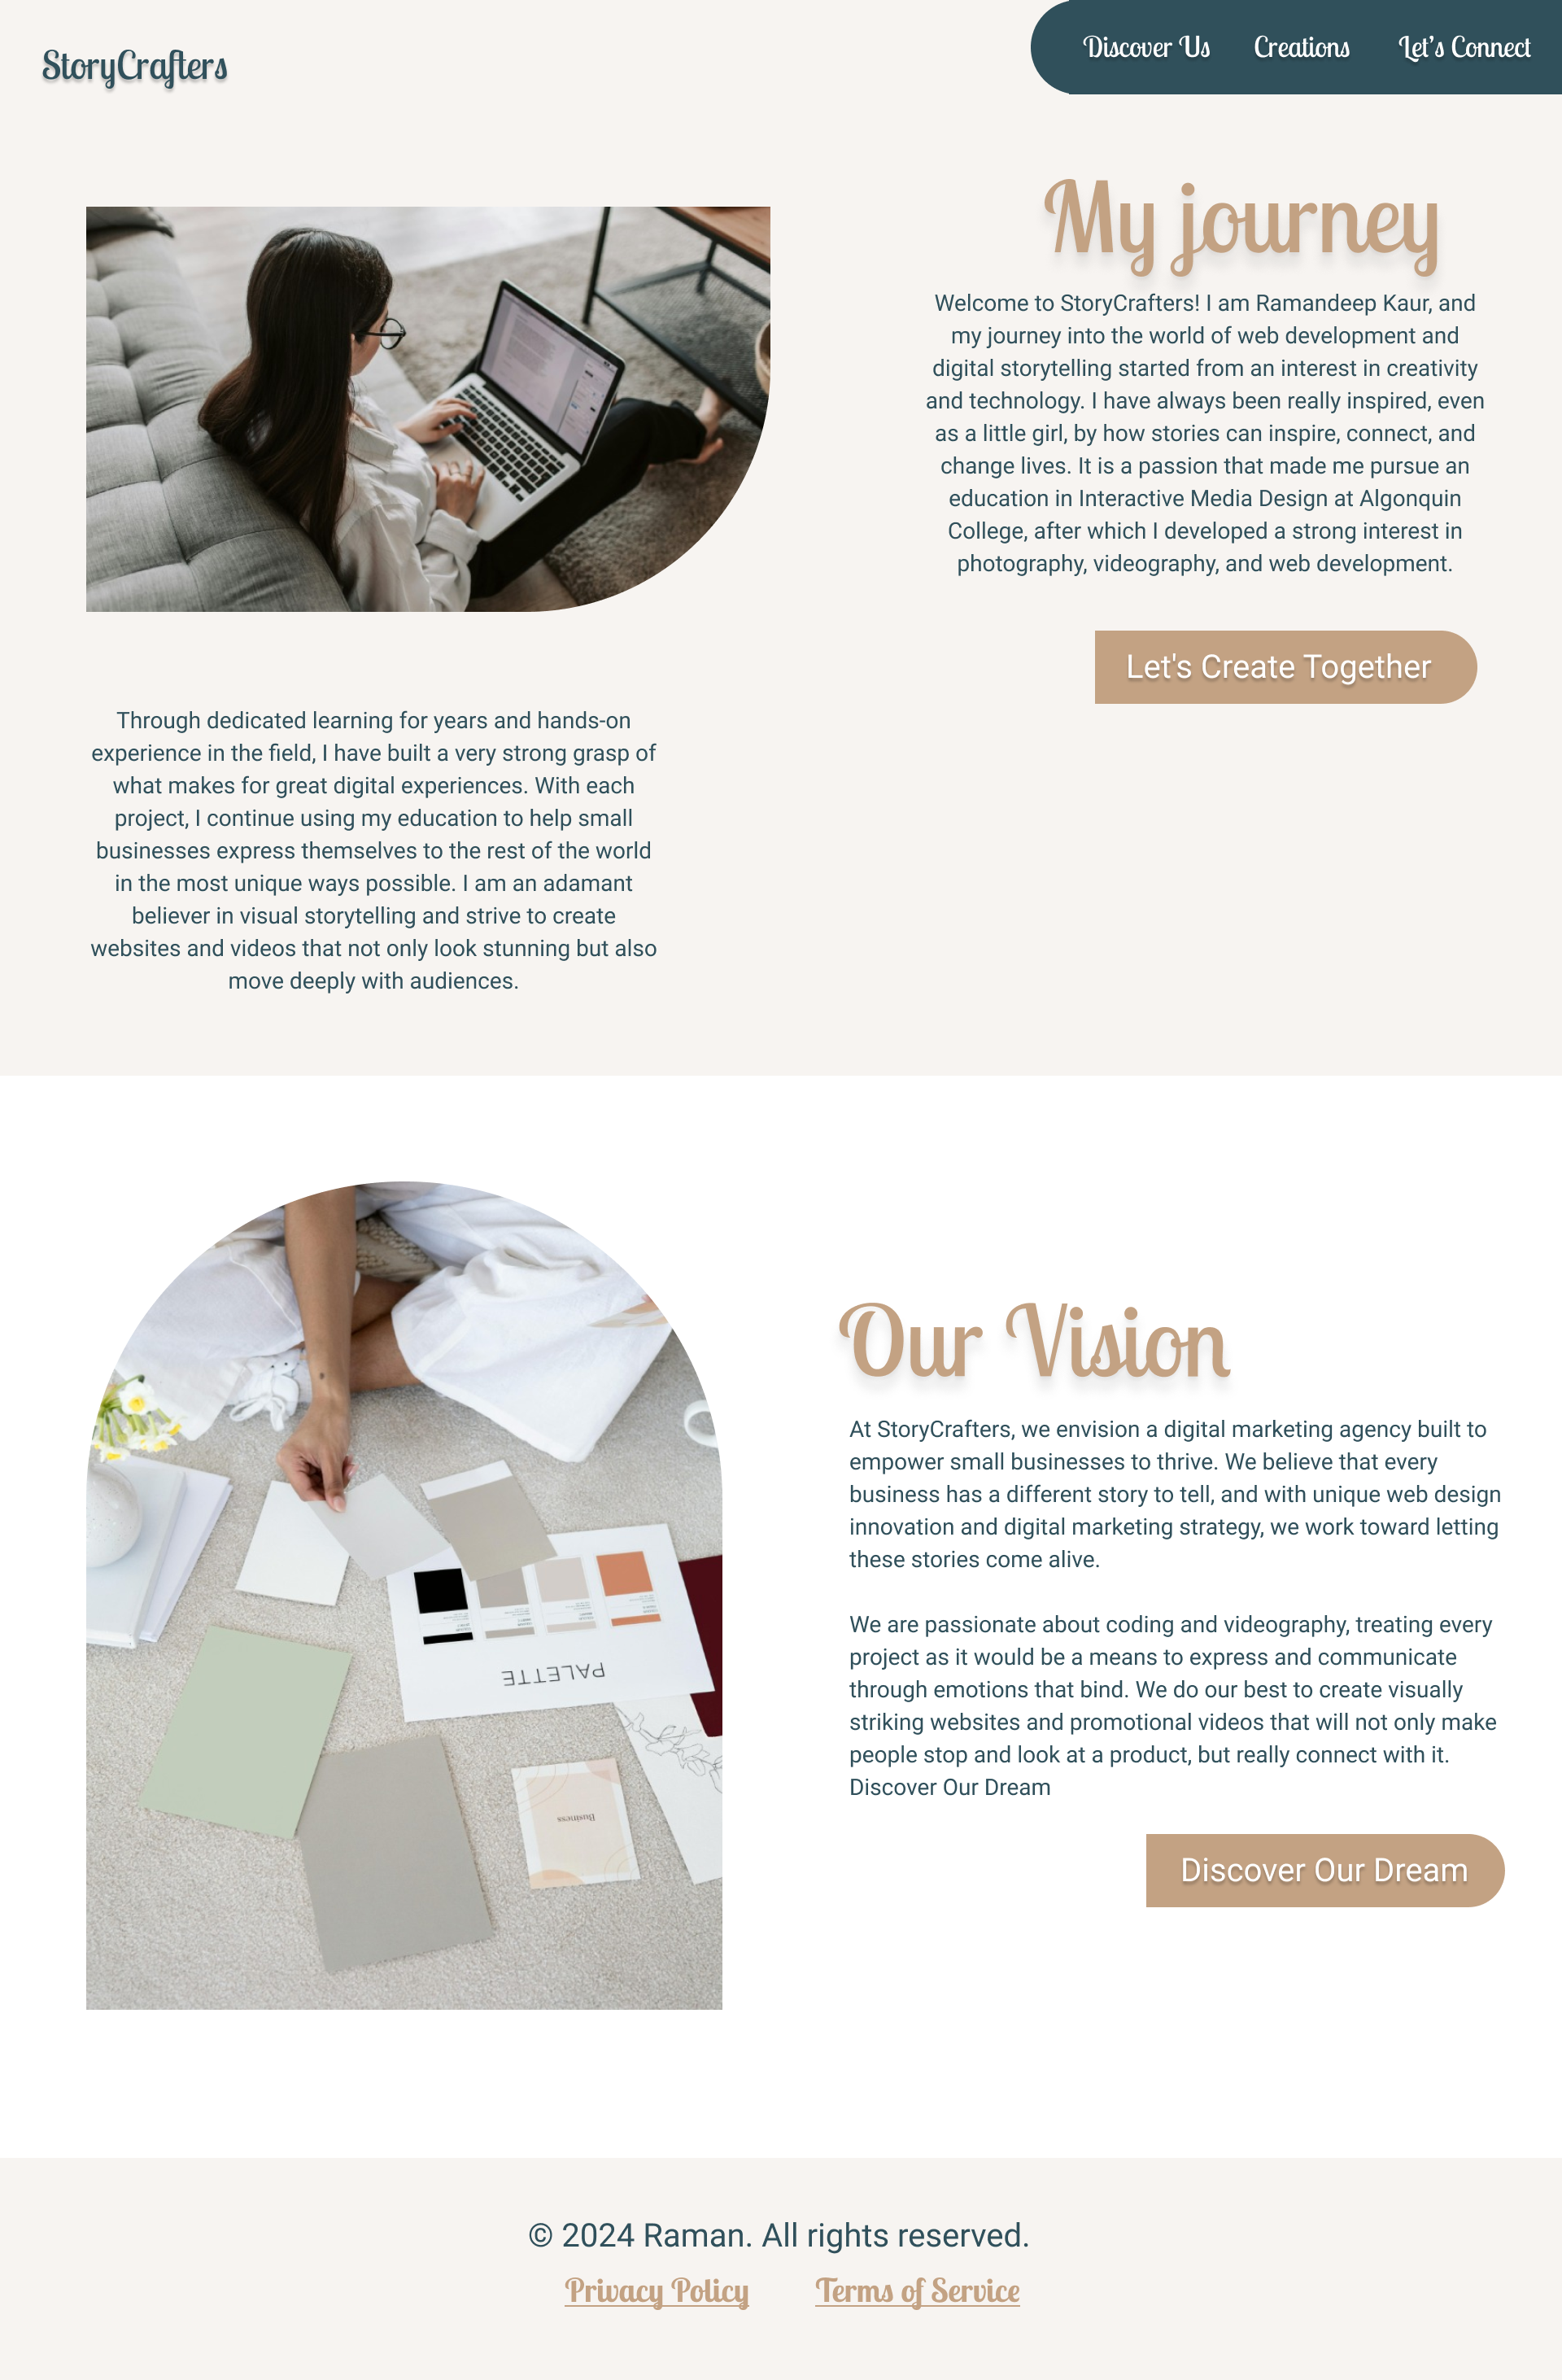 StoryCrafters
Discover Us
Creations
Let's Connect
My journey
Welcome to StoryCrafters! I am Ramandeep Kaur, and
my journey into the world of web development and
digital storytelling started from an interest in creativity
and technology. I have always been really inspired, even
as a little girl, by how stories can inspire, connect, and
change lives. It is a passion that made me pursue an
education in Interactive Media Design at Algonquin
College, after which I developed a strong interest in
photography, videography, and web development.
Let's Create Together
Through dedicated learning for years and hands-on
experience in the field, I have built a very strong grasp of
what makes for great digital experiences. With each
project, I continue using my education to help small
businesses express themselves to the rest of the world
in the most unique ways possible. I am an adamant
believer in visual storytelling and strive to create
websites and videos that not only look stunning but also
move deeply with audiences.
PALETTE
Business
Our Vision
At StoryCrafters, we envision a digital marketing agency built to
empower small businesses to thrive. We believe that every
business has a different story to tell, and with unique web design
innovation and digital marketing strategy, we work toward letting
these stories come alive.
We are passionate about coding and videography, treating every
project as it would be a means to express and communicate
through emotions that bind. We do our best to create visually
striking websites and promotional videos that will not only make
people stop and look at a product, but really connect with it.
Discover Our Dream
Discover Our Dream
© 2024 Raman. All rights reserved.
Privacy Policy
Terms of Service